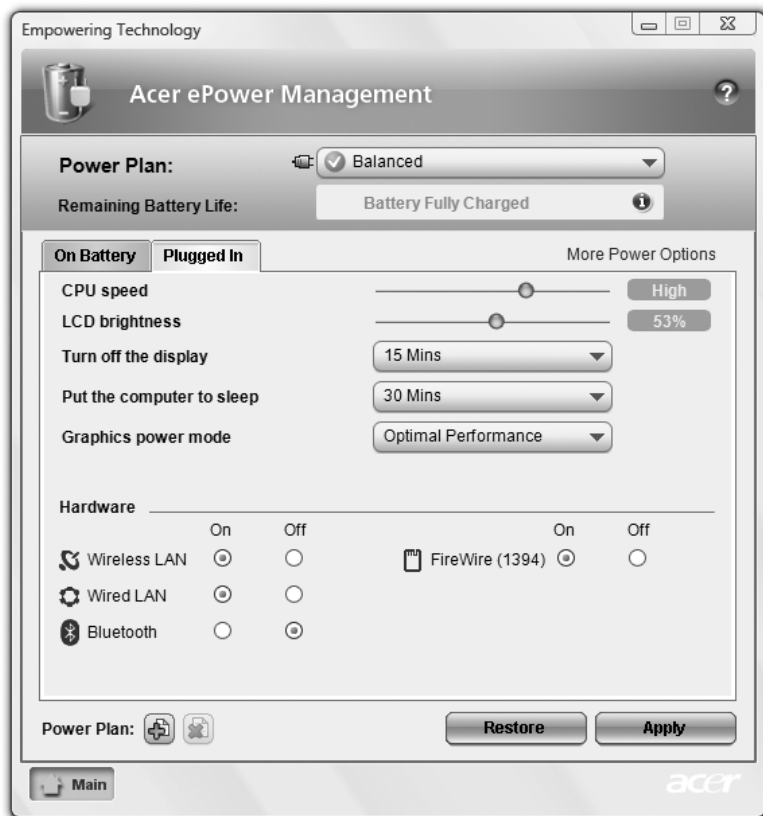 Empowering Technology
Acer ePower Management
Power Plan: Balanced
Remaining Battery Life: Battery Fully Charged
On Battery Plugged In More Power Options
CPU speed High
LCD brightness 53%
Turn off the display 15 Mins
Put the computer to sleep 30 Mins
Graphics power mode Optimal Performance
Hardware
On Off On Off
Wireless LAN FireWire (1394)
Wired LAN
Bluetooth
Power Plan: Restore Apply
Main acer